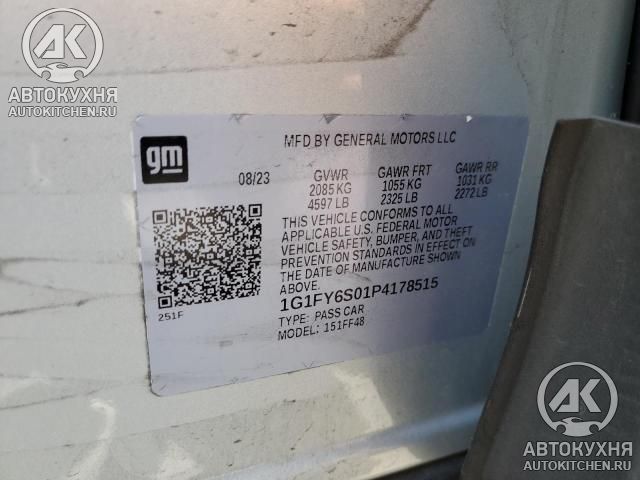 АК
АВТОКУХНЯ
AUTOKITCHEN.RU
gm
MFD BY GENERAL MOTORS LLC
08/23 GVWR GAWR FRT GAWR RR
2085 KG 1055 KG 1031 KG
4597 LB 2325 LB 2272 LB
THIS VEHICLE CONFORMS TO ALL
APPLICABLE U.S. FEDERAL MOTOR
VEHICLE SAFETY, BUMPER, AND THEFT
PREVENTION STANDARDS IN EFFECT ON
THE DATE OF MANUFACTURE SHOWN
ABOVE.
251F
1G1FY6S01P4178515
TYPE: PASS CAR
MODEL: 151FF48
АК
АВТОКУХНЯ
AUTOKITCHEN.RU